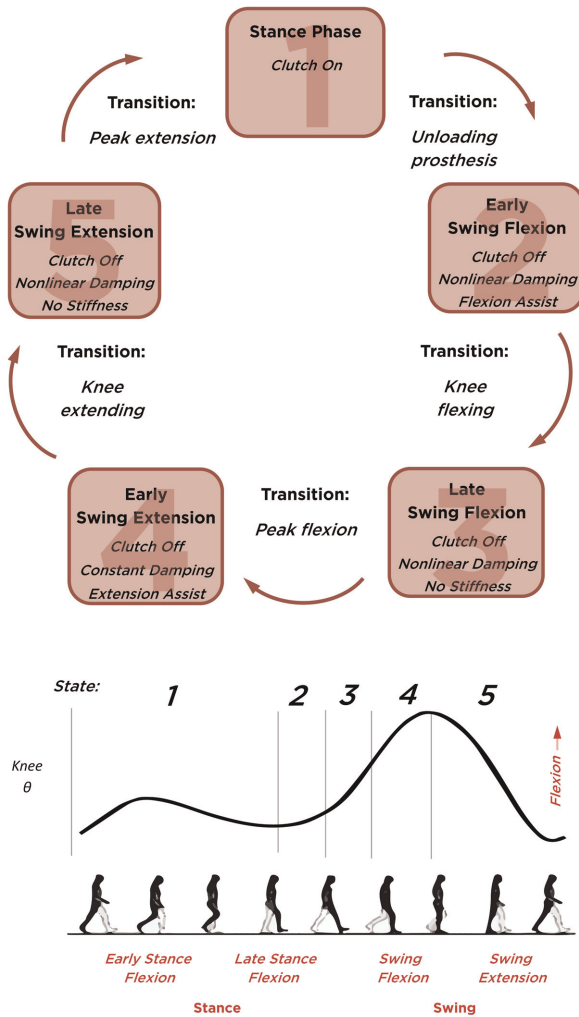 1
Stance Phase
Clutch On
Transition:
Unloading
prosthesis
2
Early
Swing Flexion
Clutch Off
Nonlinear Damping
Flexion Assist
Transition:
Knee
flexing
3
Late
Swing Flexion
Clutch Off
Nonlinear Damping
No Stiffness
Transition:
Peak flexion
4
Early
Swing Extension
Clutch Off
Constant Damping
Extension Assist
Transition:
Knee
extending
5
Late
Swing Extension
Clutch Off
Nonlinear Damping
No Stiffness
Transition:
Peak extension
State: 1 2 3 4 5
Knee
θ
Flexion
Early Stance
Flexion
Late Stance
Flexion
Swing
Flexion
Swing
Extension
Stance
Swing